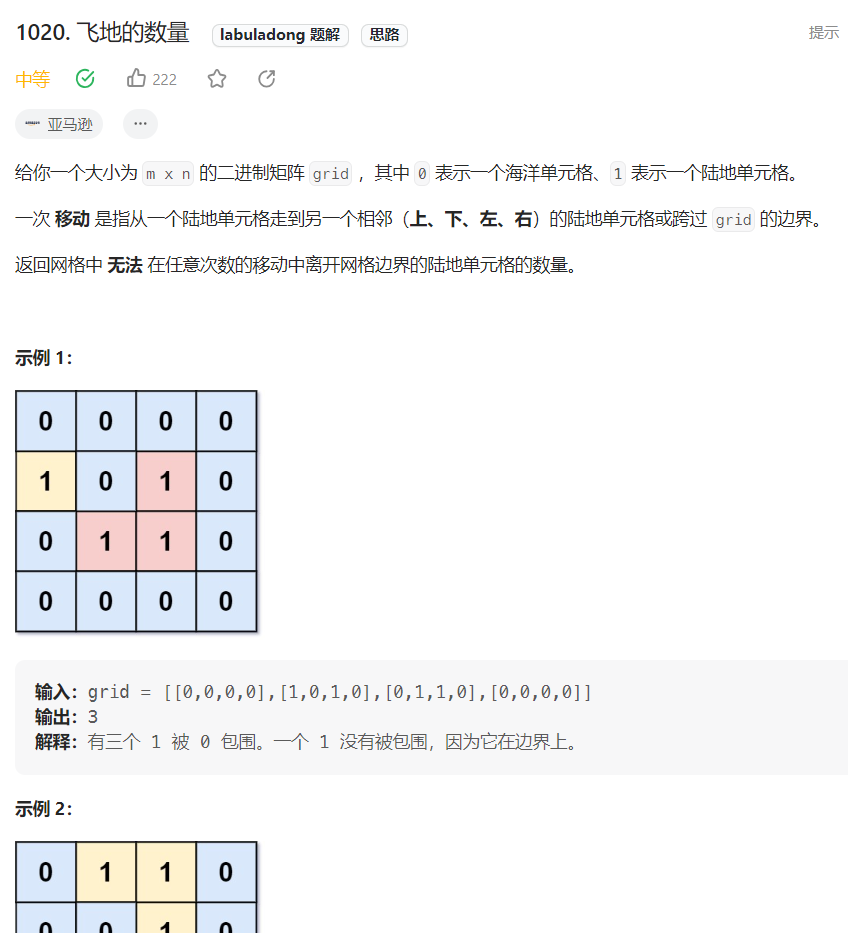 1020. 飞地的数量 labuladong 题解 思路 提示
中等 222
亚马逊 ...
给你一个大小为 m x n 的二进制矩阵 grid ，其中 0 表示一个海洋单元格、1 表示一个陆地单元格。
一次 移动 是指从一个陆地单元格走到另一个相邻（上、下、左、右）的陆地单元格或跨过 grid 的边界。
返回网格中 无法 在任意次数的移动中离开网格边界的陆地单元格的数量。
示例 1：
0 0 0 0
1 0 1 0
0 1 1 0
0 0 0 0
输入：grid = [[0,0,0,0],[1,0,1,0],[0,1,1,0],[0,0,0,0]]
输出：3
解释：有三个 1 被 0 包围。一个 1 没有被包围，因为它在边界上。
示例 2：
0 1 1 0
0 0 1 0